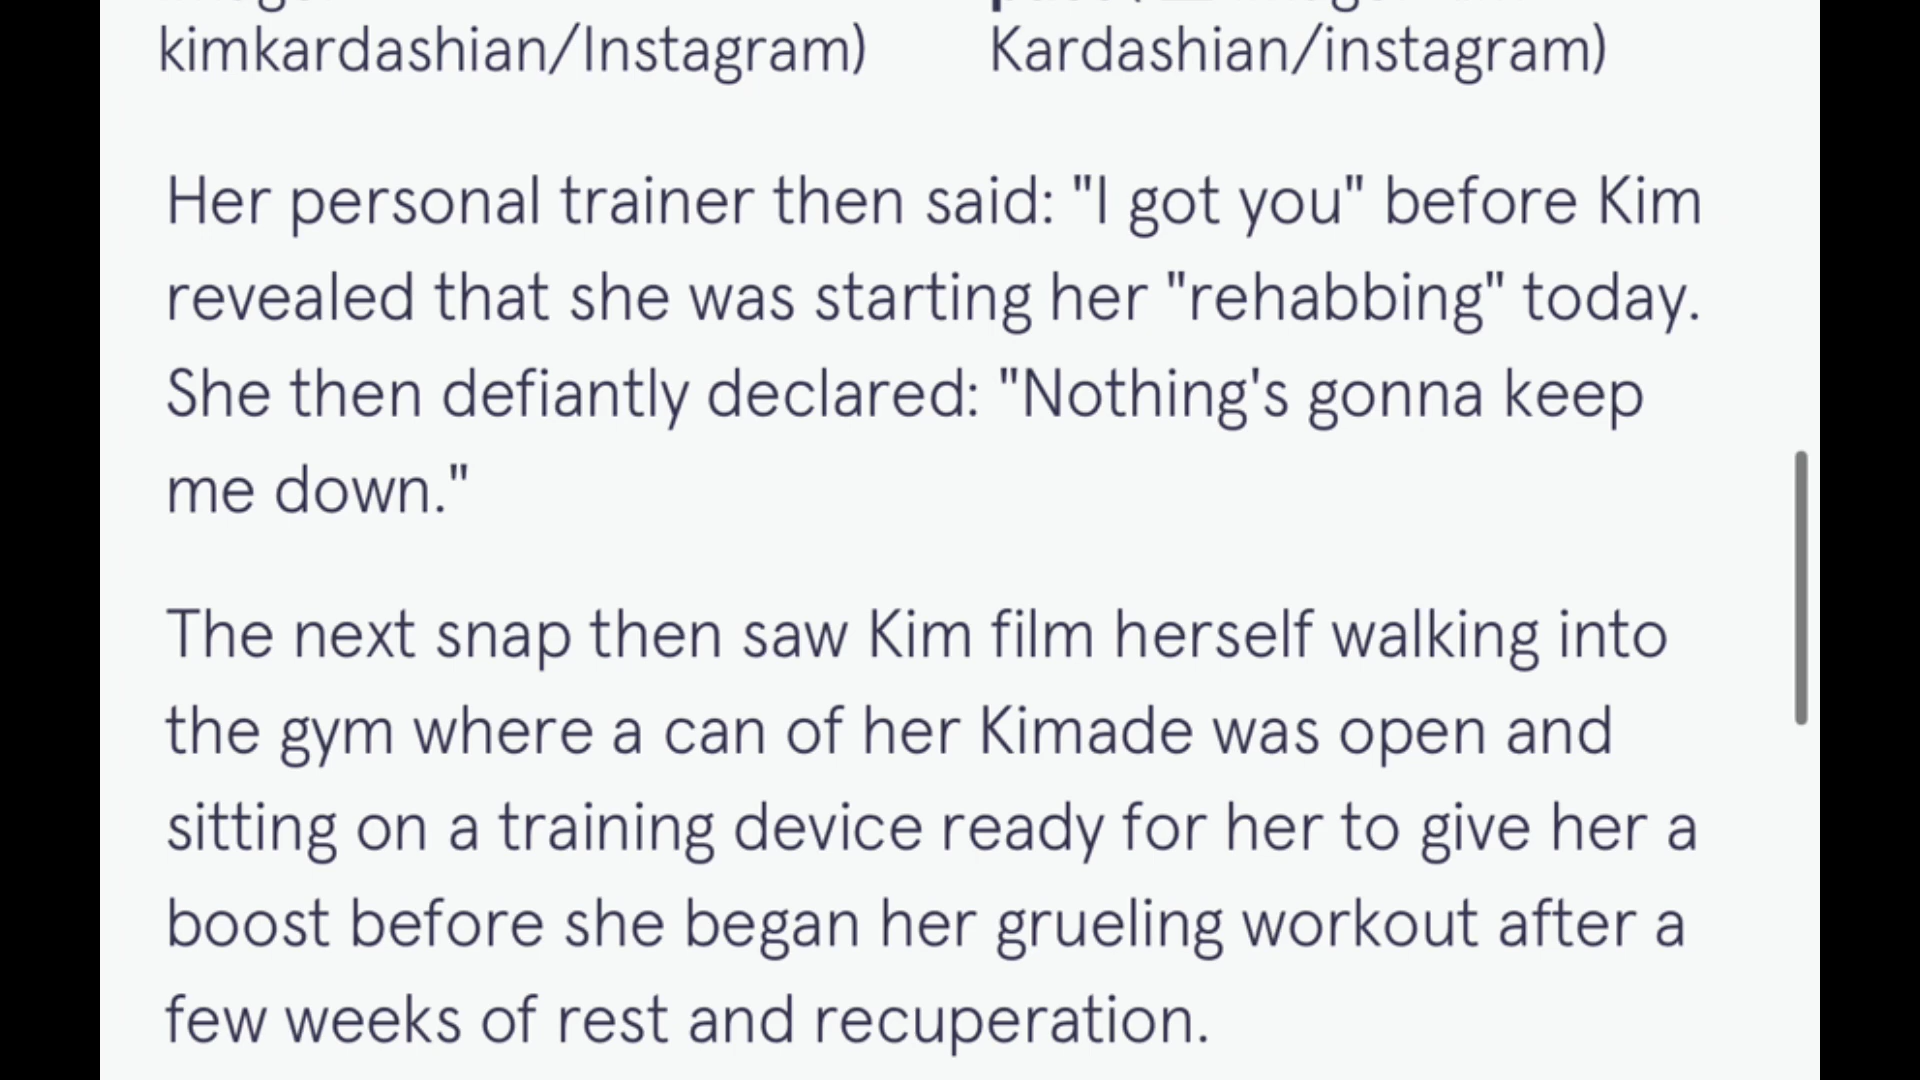 kimkardashian/Instagram)
Kardashian/instagram)
Her personal trainer then said: "I got you" before Kim
revealed that she was starting her "rehabbing" today.
She then defiantly declared: "Nothing's gonna keep
me down."
The next snap then saw Kim film herself walking into
the gym where a can of her Kimade was open and
sitting on a training device ready for her to give her a
boost before she began her grueling workout after a
few weeks of rest and recuperation.